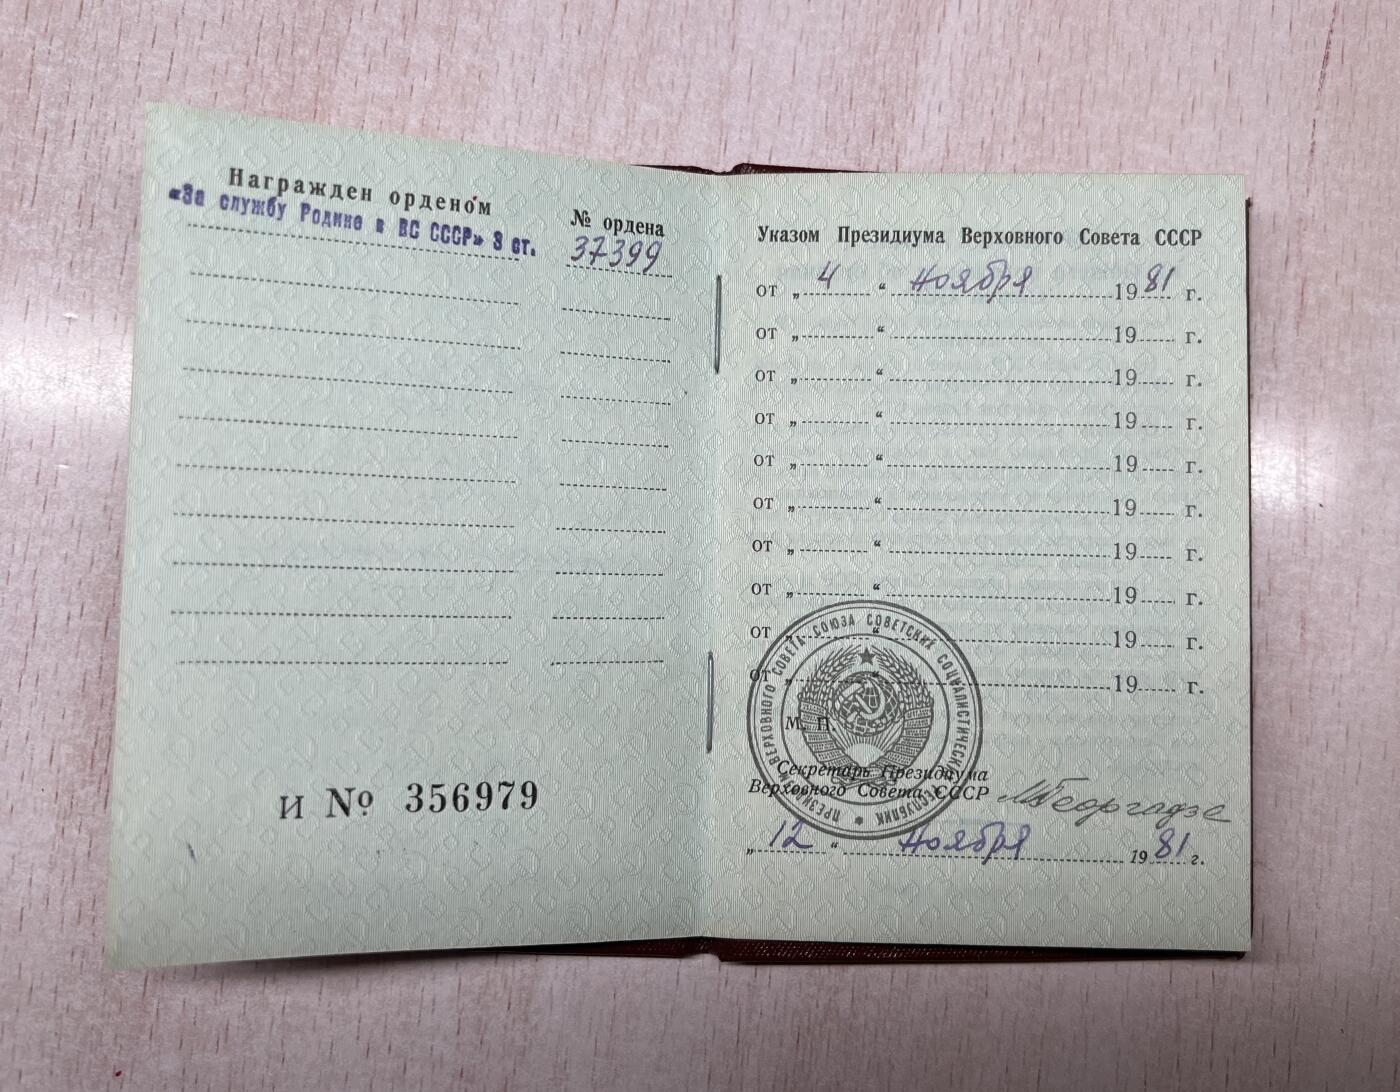 Награжден орденом
№ ордена
«За службу Родине в ВС СССР» 3 ст.
37399
И № 356979
Указом Президиума Верховного Совета СССР
от „ 4 “ ноября 1981 г.
от „ “ 19 г.
от „ “ 19 г.
от „ “ 19 г.
от „ “ 19 г.
от „ “ 19 г.
от „ “ 19 г.
от „ “ 19 г.
от „ “ 19 г.
от „ “ 19 г.
ПРЕЗИДИУМ ВЕРХОВНОГО СОВЕТА СОЮЗА СОВЕТСКИХ СОЦИАЛИСТИЧЕСКИХ РЕСПУБЛИК
М. П.
Секретарь Президиума
Верховного Совета СССР
МГеоргадзе
„ 12 “ ноября 1981 г.